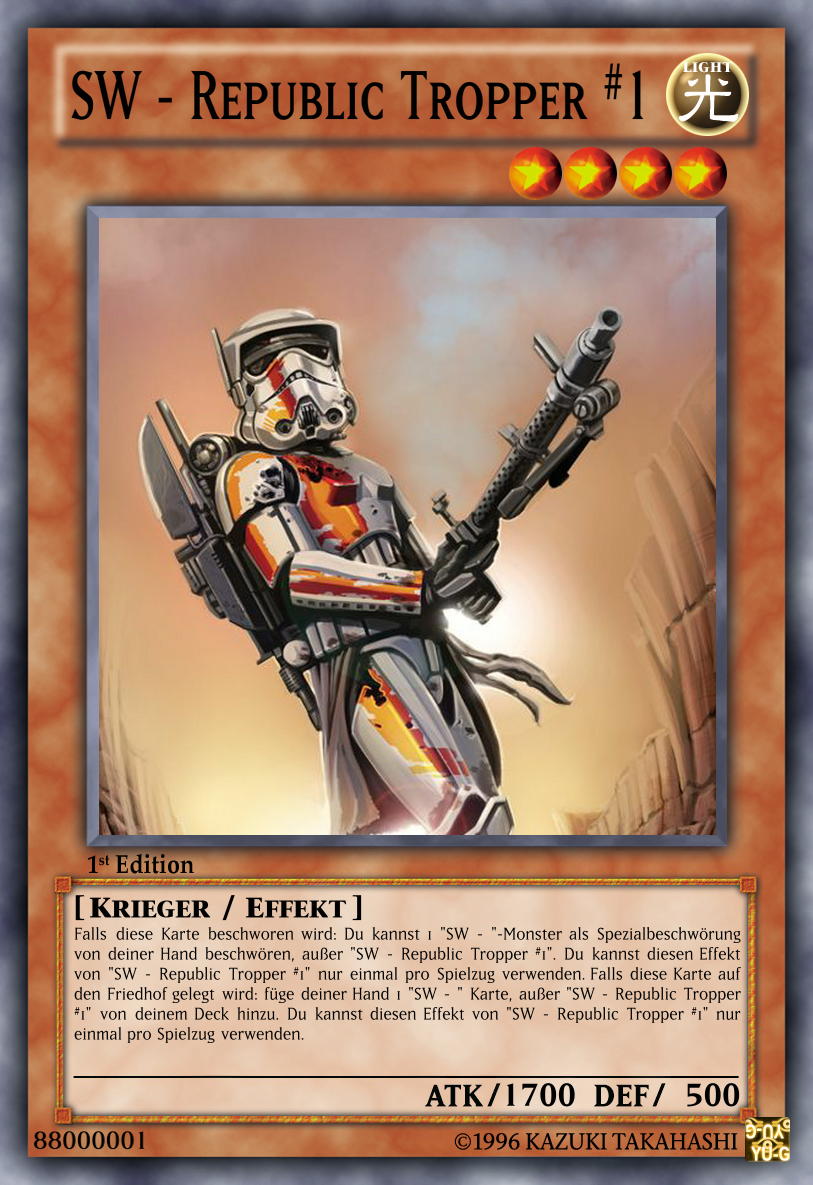 SW - Republic Tropper #1
LIGHT
光
1st Edition
[ Krieger / Effekt ]
Falls diese Karte beschworen wird: Du kannst 1 "SW - "-Monster als Spezialbeschwörung
von deiner Hand beschwören, außer "SW - Republic Tropper #1". Du kannst diesen Effekt
von "SW - Republic Tropper #1" nur einmal pro Spielzug verwenden. Falls diese Karte auf
den Friedhof gelegt wird: füge deiner Hand 1 "SW - " Karte, außer "SW - Republic Tropper
#1" von deinem Deck hinzu. Du kannst diesen Effekt von "SW - Republic Tropper #1" nur
einmal pro Spielzug verwenden.
ATK/1700 DEF/ 500
88000001
©1996 KAZUKI TAKAHASHI